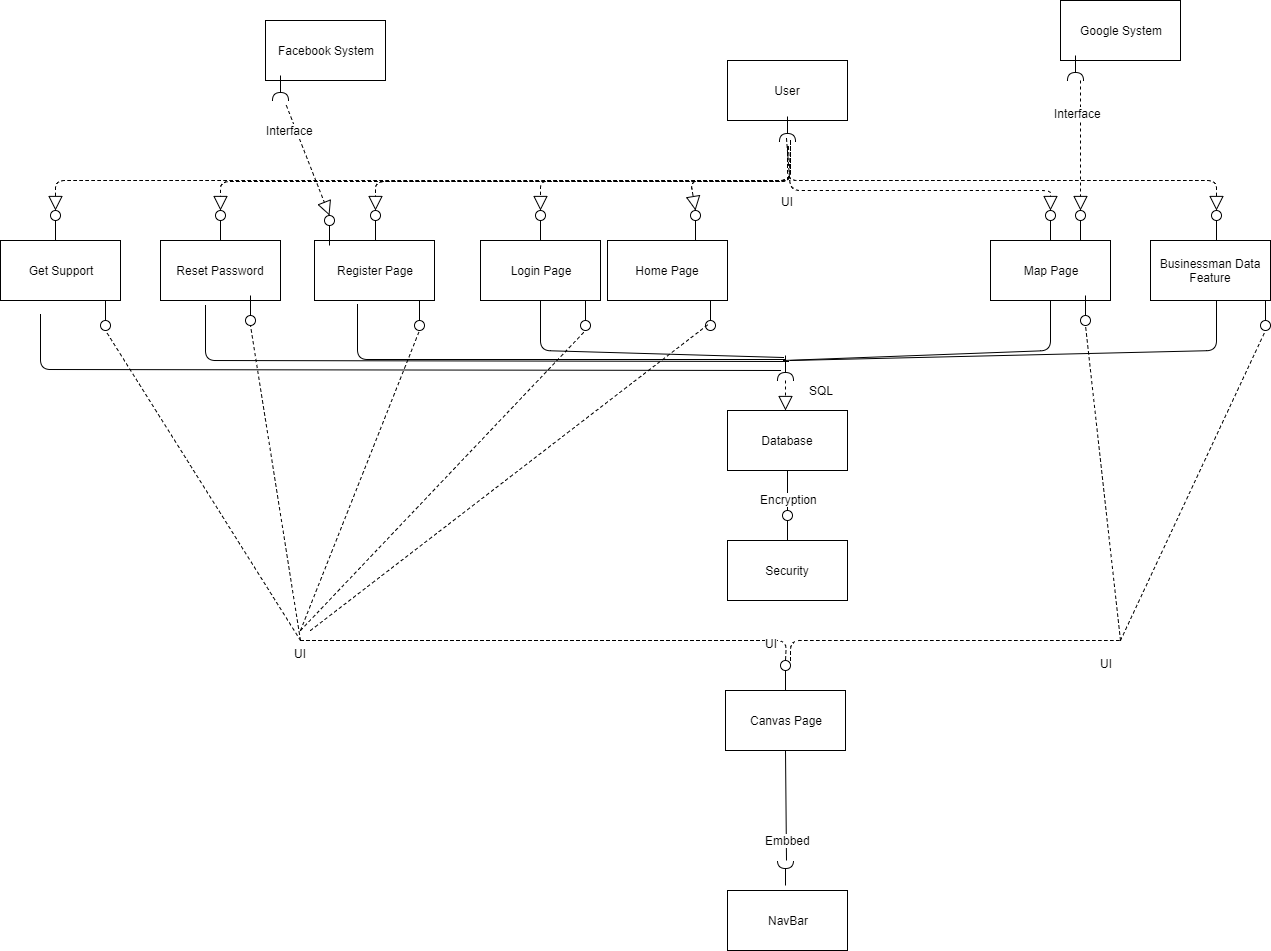 Google System
Facebook System
User
Interface
Interface
UI
Get Support
Reset Password
Register Page
Login Page
Home Page
Map Page
Businessman Data
Feature
SQL
Database
Encryption
Security
UI
UI
UI
Canvas Page
Embbed
NavBar